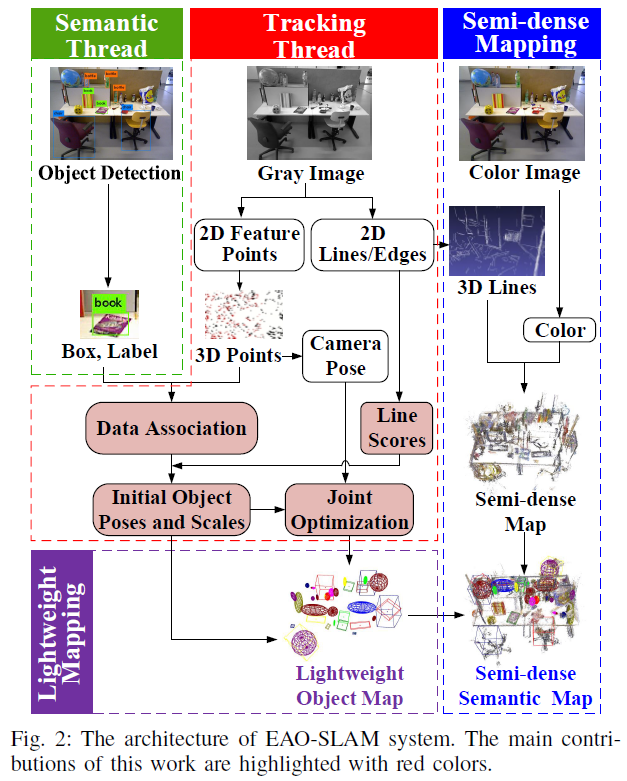 Semantic
Thread
Tracking
Thread
Semi-dense
Mapping
Object Detection
Gray Image
Color Image
2D Feature
Points
2D
Lines/Edges
3D Lines
book
Box, Label
3D Points
Camera
Pose
Color
Data Association
Line
Scores
Semi-dense
Map
Initial Object
Poses and Scales
Joint
Optimization
Lightweight
Mapping
Lightweight
Object Map
Semi-dense
Semantic Map
Fig. 2: The architecture of EAO-SLAM system. The main contri-
butions of this work are highlighted with red colors.